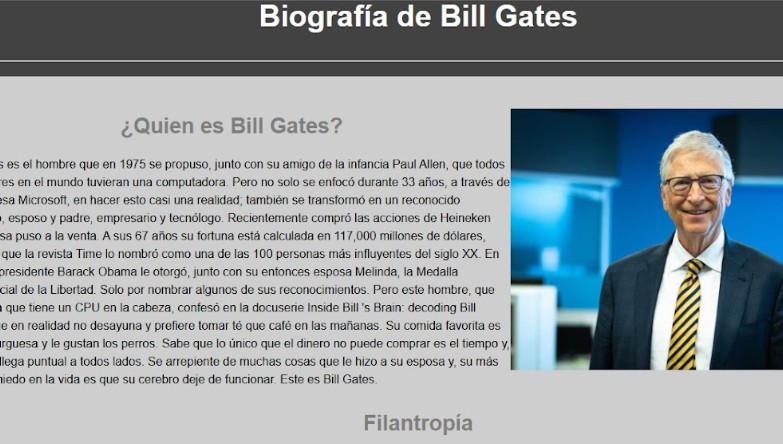 Biografía de Bill Gates
¿Quien es Bill Gates?
es el hombre que en 1975 se propuso, junto con su amigo de la infancia Paul Allen, que todos
en el mundo tuvieran una computadora. Pero no solo se enfocó durante 33 años, a través de
Microsoft, en hacer esto casi una realidad; también se transformó en un reconocido
esposo y padre, empresario y tecnólogo. Recientemente compró las acciones de Heineken
puso a la venta. A sus 67 años su fortuna está calculada en 117,000 millones de dólares,
que la revista Time lo nombró como una de las 100 personas más influyentes del siglo XX. En
presidente Barack Obama le otorgó, junto con su entonces esposa Melinda, la Medalla
de la Libertad. Solo por nombrar algunos de sus reconocimientos. Pero este hombre, que
que tiene un CPU en la cabeza, confesó en la docuserie Inside Bill 's Brain: decoding Bill
en realidad no desayuna y prefiere tomar té que café en las mañanas. Su comida favorita es
y le gustan los perros. Sabe que lo único que el dinero no puede comprar es el tiempo y,
llega puntual a todos lados. Se arrepiente de muchas cosas que le hizo a su esposa y, su más
miedo en la vida es que su cerebro deje de funcionar. Este es Bill Gates.
Filantropía